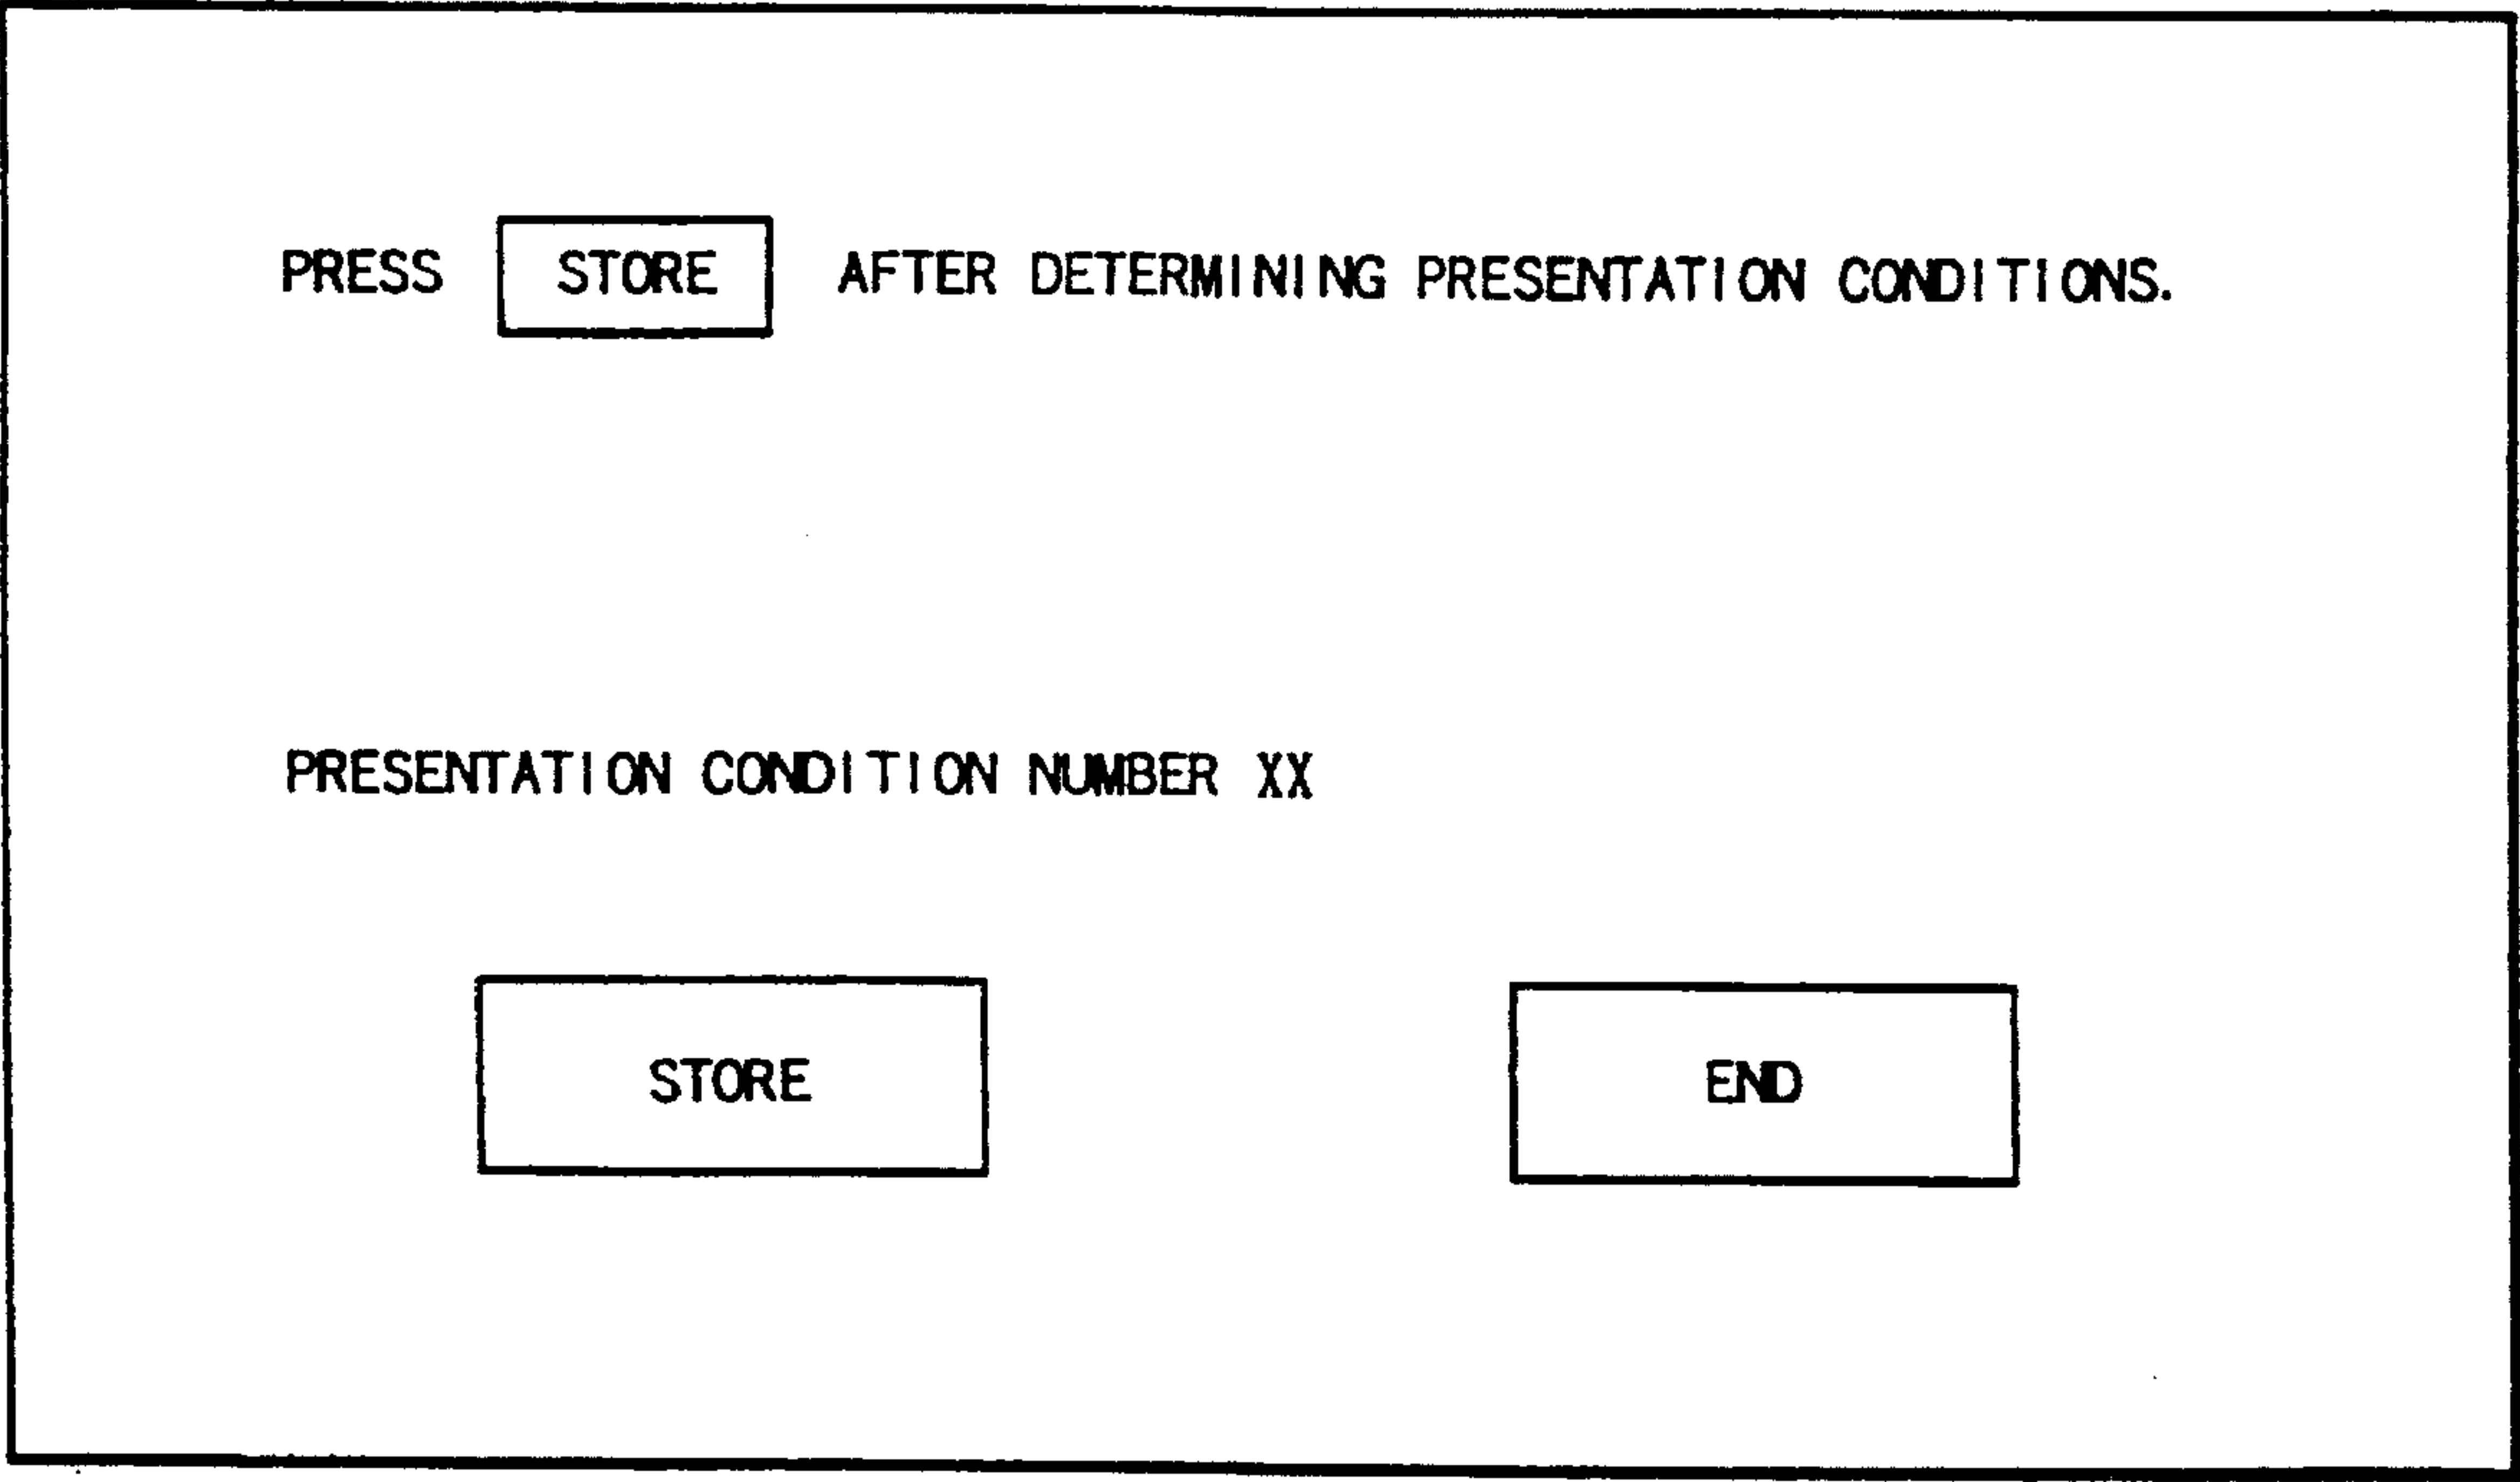 PRESS STORE AFTER DETERMINING PRESENTATION CONDITIONS.
PRESENTATION CONDITION NUMBER XX
STORE END